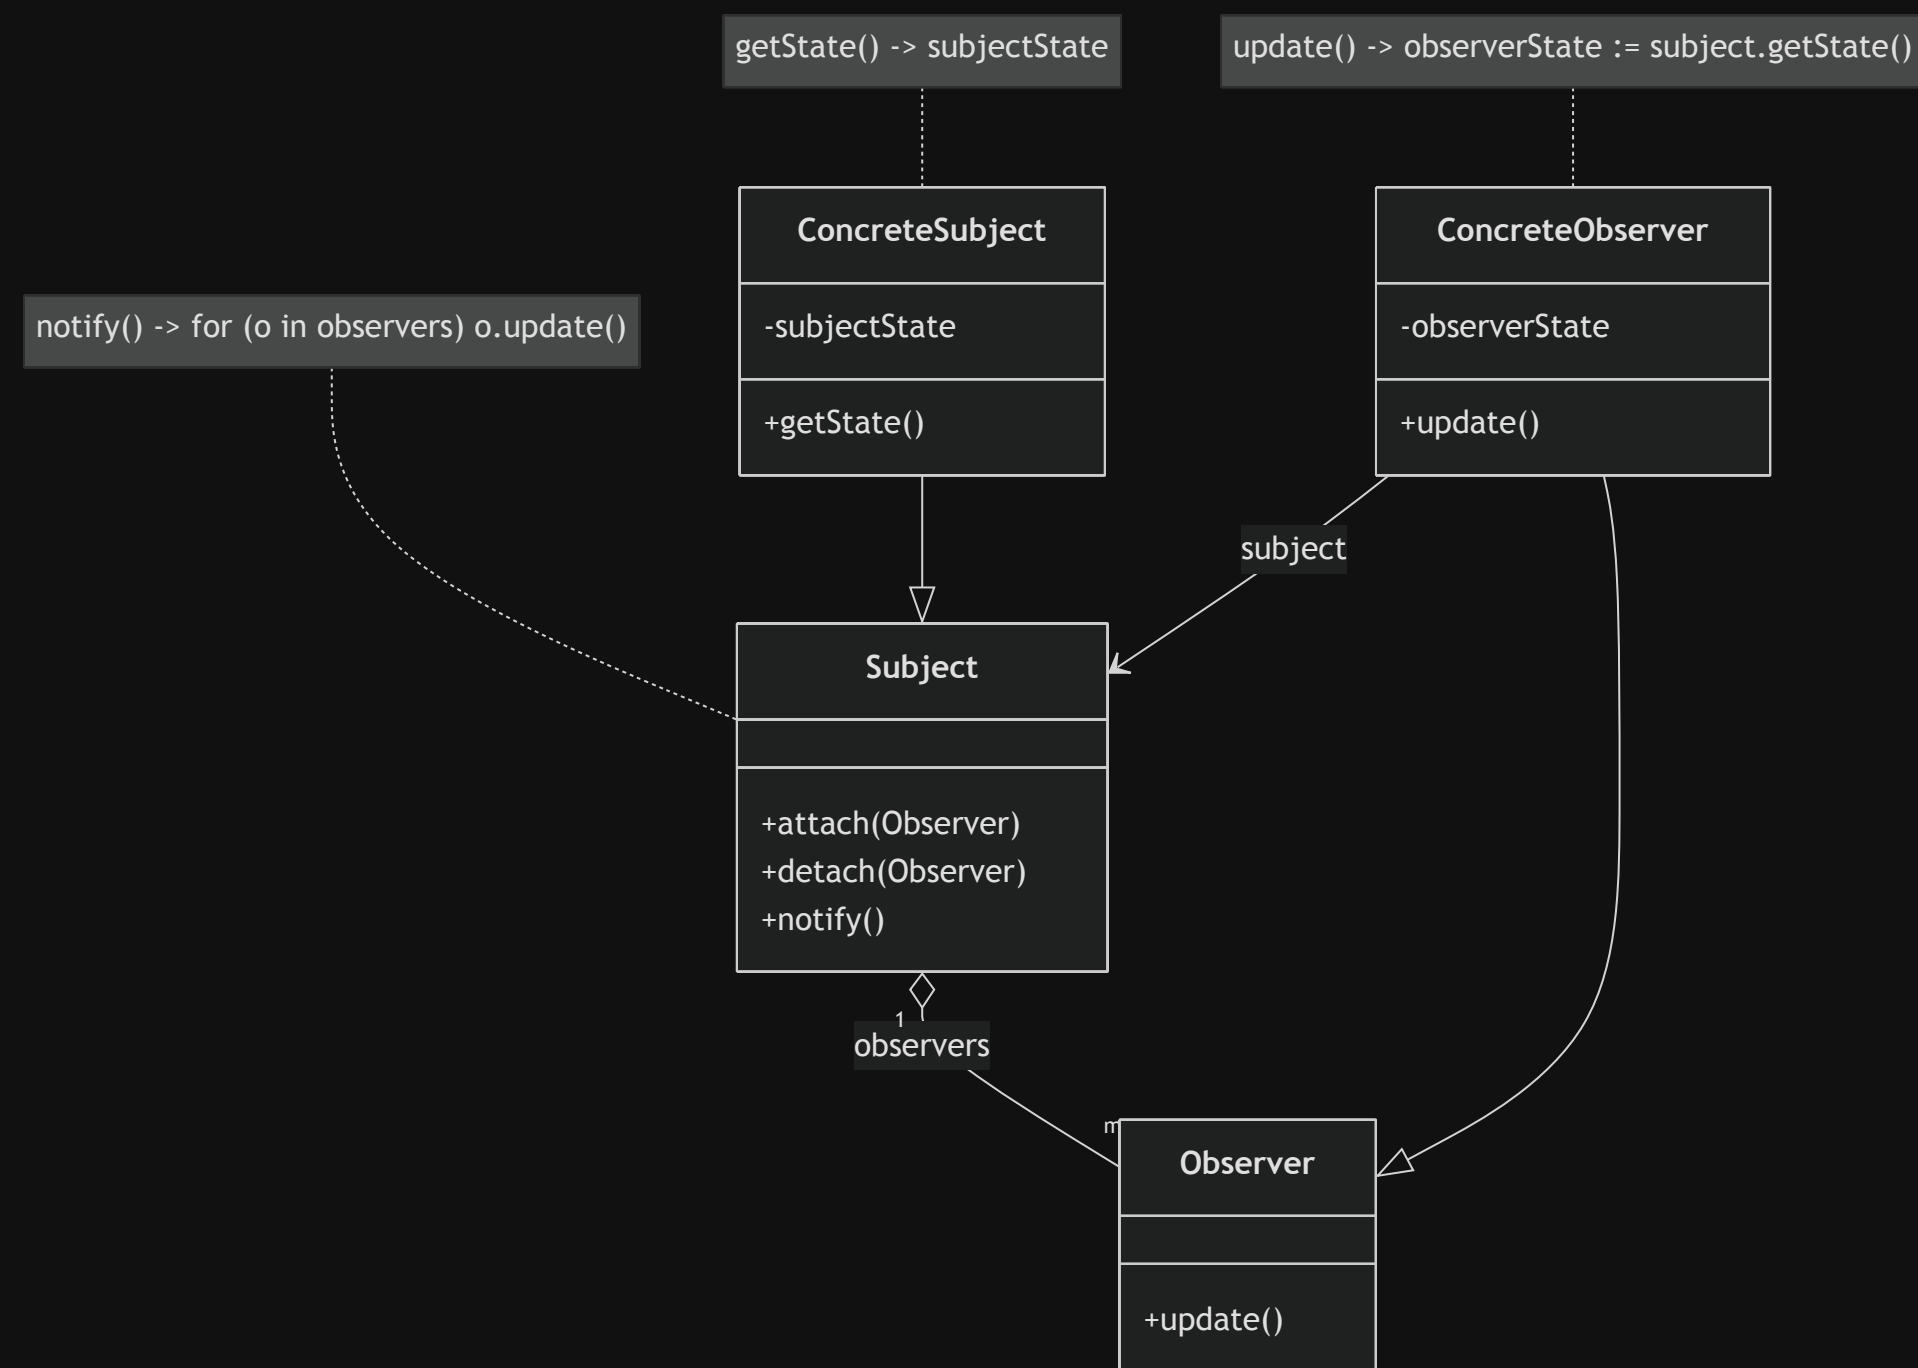 getState() -> subjectState
update() -> observerState := subject.getState()
ConcreteSubject
-subjectState
+getState()
ConcreteObserver
-observerState
+update()
notify() -> for (o in observers) o.update()
subject
Subject
+attach(Observer)
+detach(Observer)
+notify()
1
observers
m
Observer
+update()